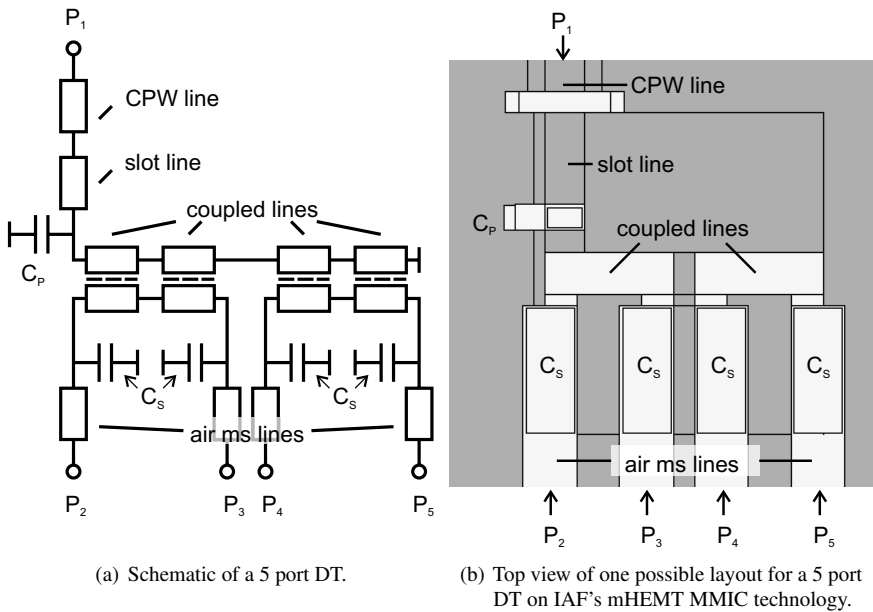 P₁
CPW line
slot line
Cₚ
coupled lines
Cₛ
Cₛ
air ms lines
P₂
P₃
P₄
P₅
(a) Schematic of a 5 port DT.
P₁
CPW line
slot line
Cₚ
coupled lines
Cₛ
Cₛ
Cₛ
Cₛ
air ms lines
P₂
P₃
P₄
P₅
(b) Top view of one possible layout for a 5 port
DT on IAF's mHEMT MMIC technology.